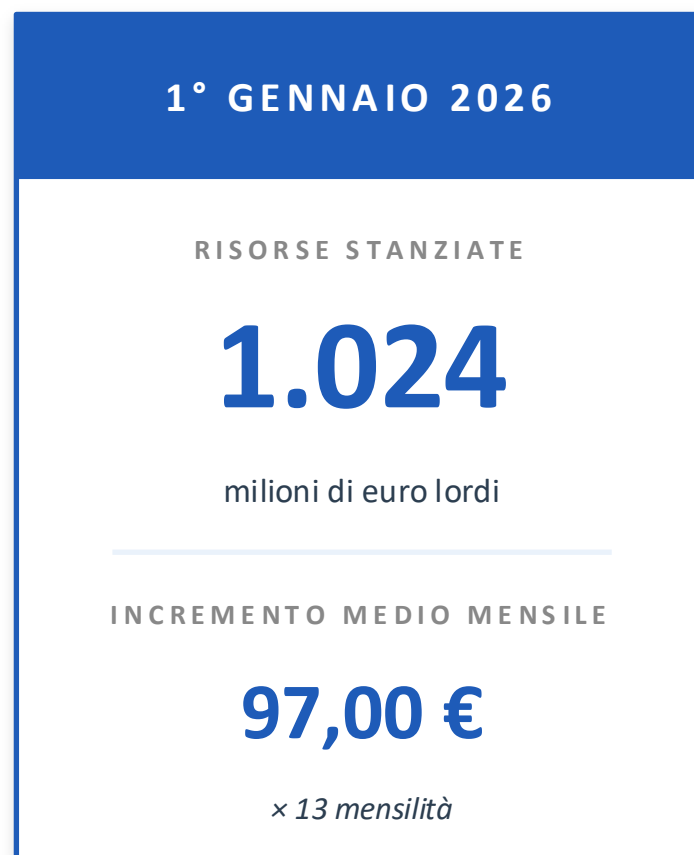 1° GENNAIO 2026
RISORSE STANZIATE
1.024
milioni di euro lordi
INCREMENTO MEDIO MENSILE
97,00 €
× 13 mensilità